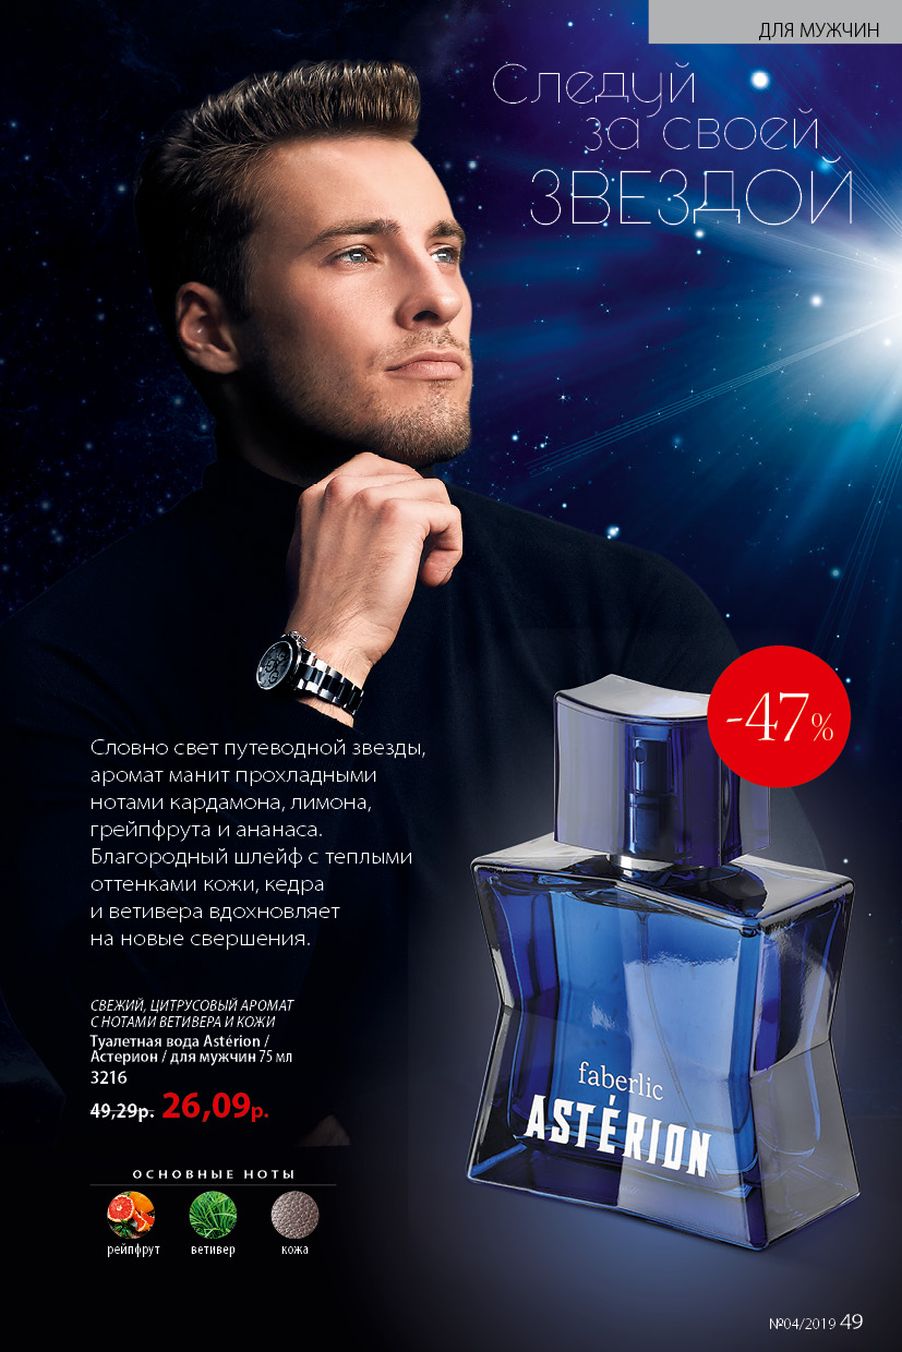 ДЛЯ МУЖЧИН
Следуй
за своей
ЗВЕЗДОЙ
-47%
Словно свет путеводной звезды,
аромат манит прохладными
нотами кардамона, лимона,
грейпфрута и ананаса.
Благородный шлейф с теплыми
оттенками кожи, кедра
и ветивера вдохновляет
на новые свершения.
СВЕЖИЙ, ЦИТРУСОВЫЙ АРОМАТ
С НОТАМИ ВЕТИВЕРА И КОЖИ
Туалетная вода Astérion /
Астерион / для мужчин 75 мл
3216
49,29р. 26,09р.
faberlic
ASTÉRION
ОСНОВНЫЕ НОТЫ
рейпфрут ветивер кожа
№04/2019 49